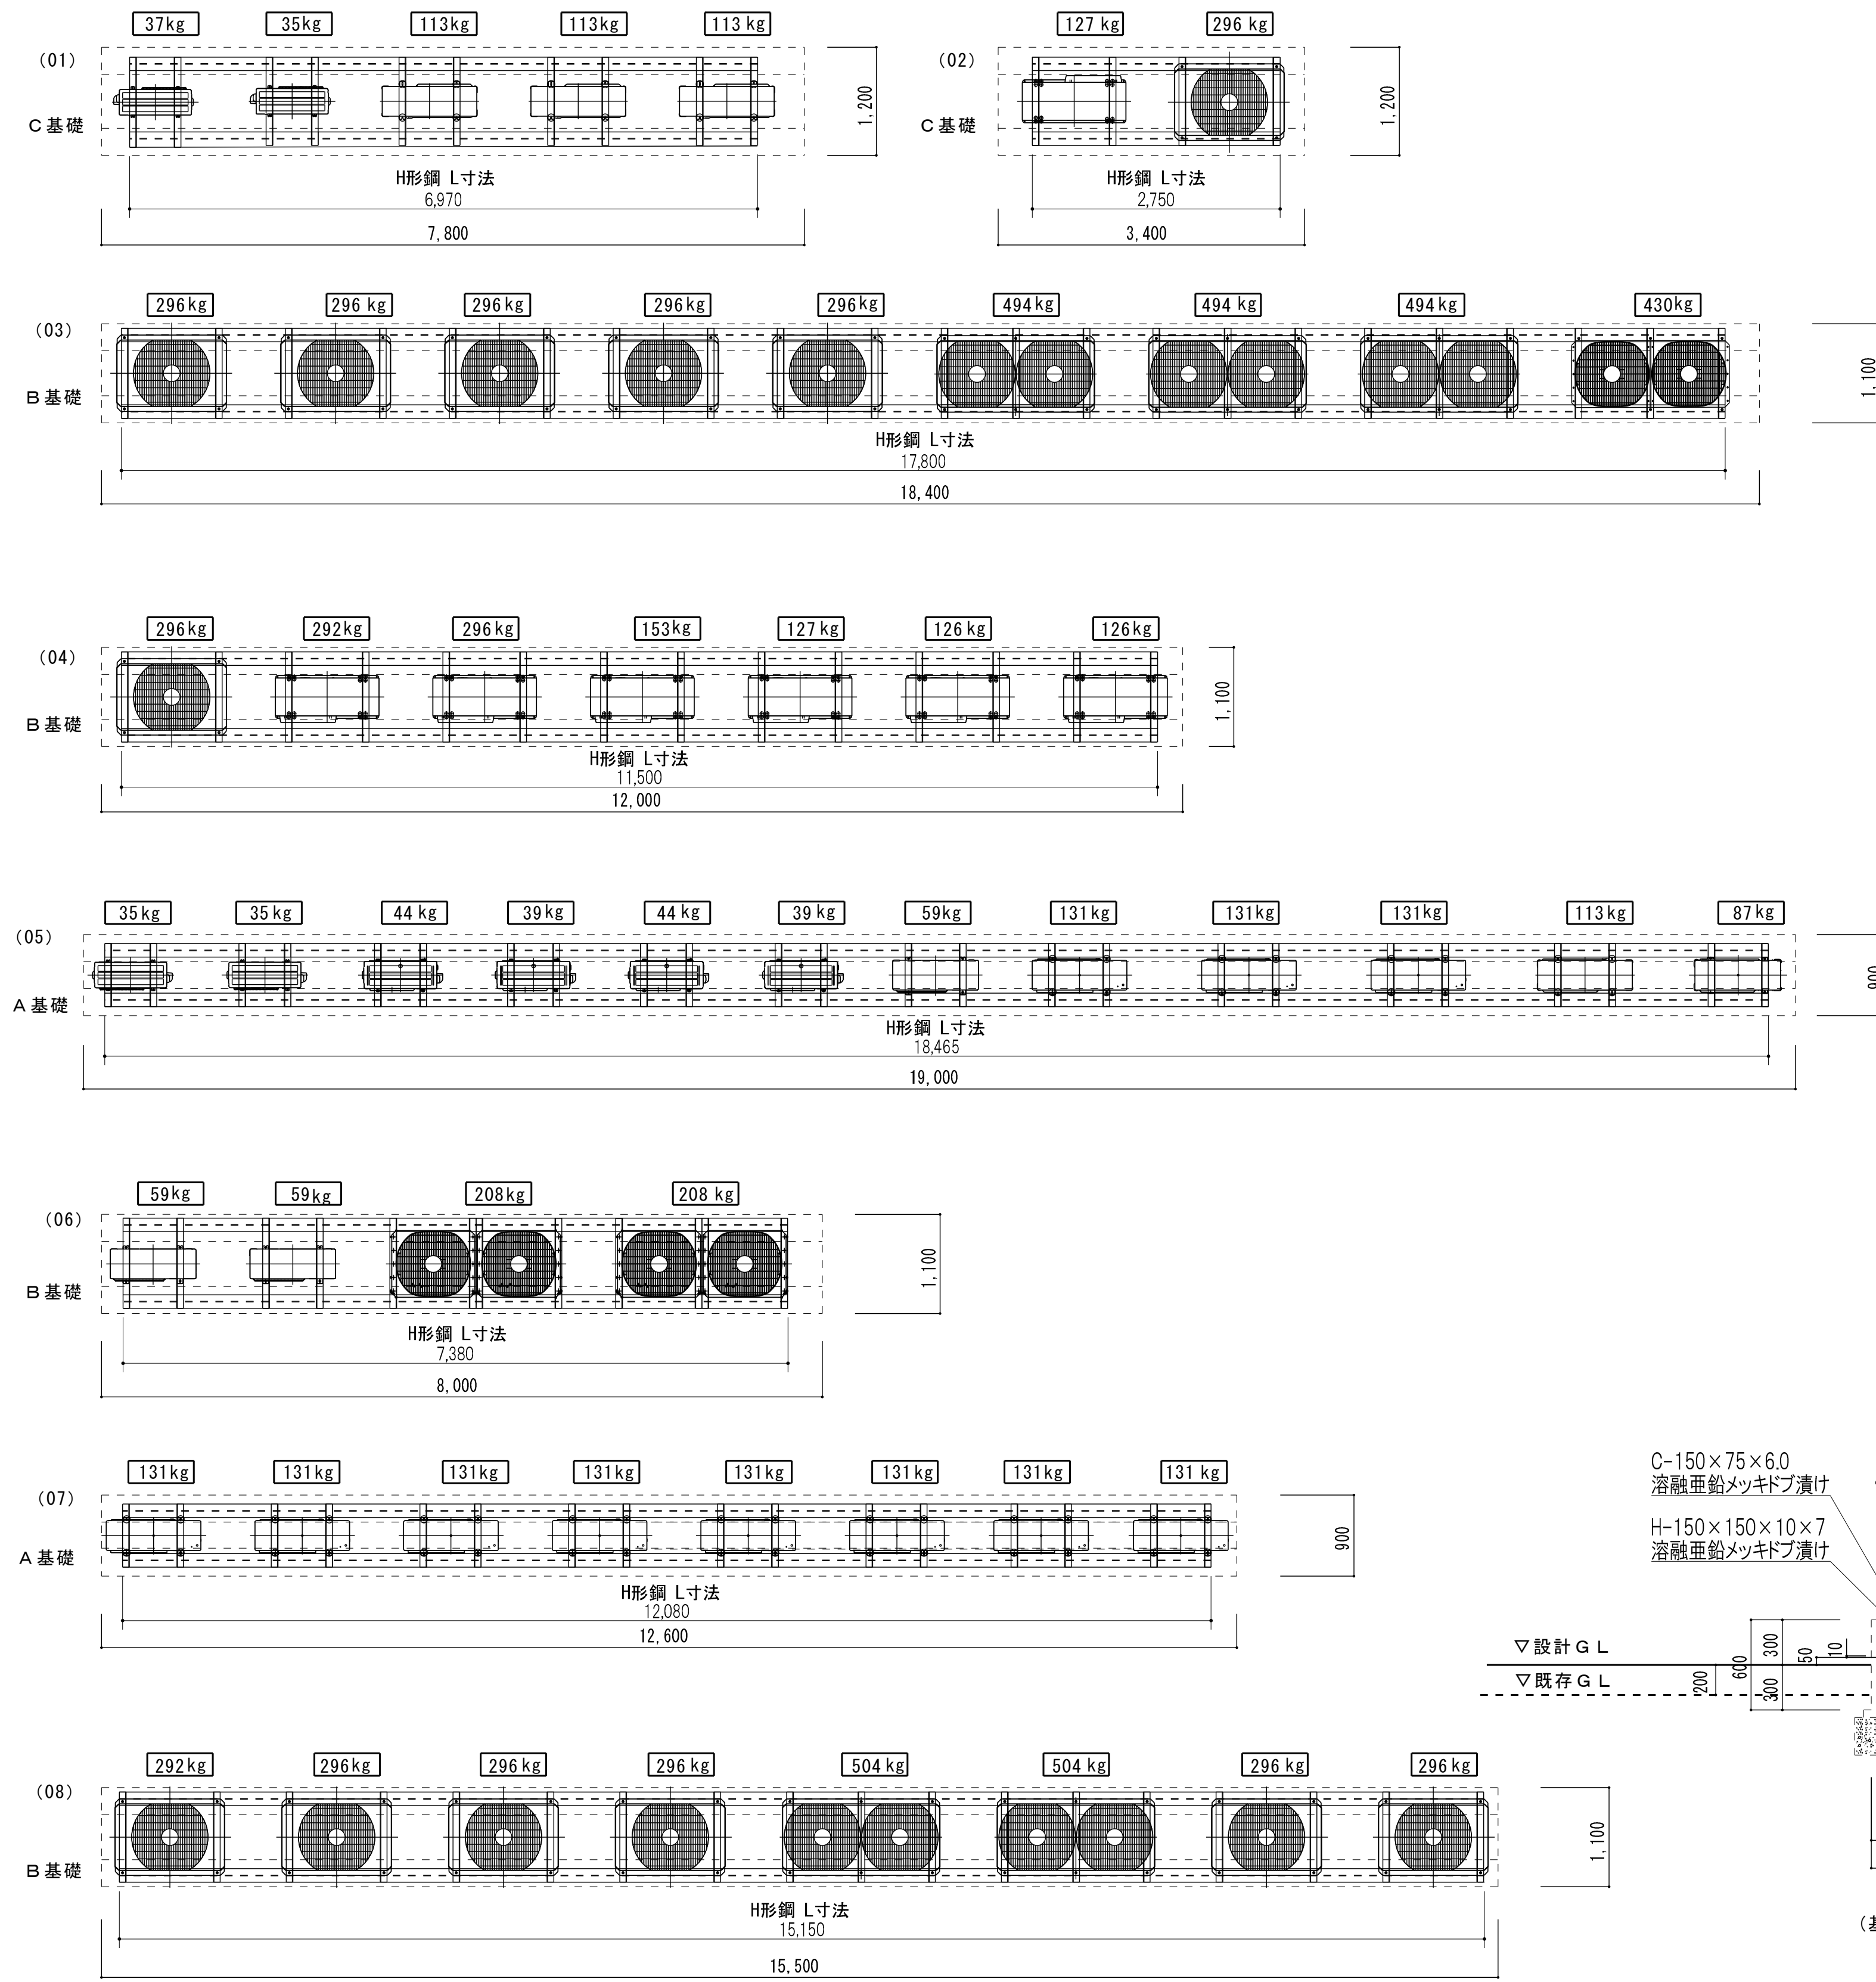 37kg 35kg 113kg 113kg 113 kg
(01)
C基礎
1,200
H形鋼 L寸法
6,970
7,800
127 kg 296 kg
(02)
C基礎
1,200
H形鋼 L寸法
2,750
3,400
296kg 296 kg 296kg 296kg 296kg 494kg 494 kg 494kg 430kg
(03)
B基礎
1,100
H形鋼 L寸法
17,800
18,400
296kg 292kg 296kg 153kg 127kg 126kg 126kg
(04)
B基礎
1,100
H形鋼 L寸法
11,500
12,000
35kg 35kg 44 kg 39kg 44 kg 39 kg 59kg 131kg 131kg 131kg 113kg 87kg
(05)
A基礎
900
H形鋼 L寸法
18,465
19,000
59kg 59kg 208kg 208 kg
(06)
B基礎
1,100
H形鋼 L寸法
7,380
8,000
131kg 131kg 131kg 131kg 131kg 131kg 131kg 131 kg
(07)
A基礎
900
H形鋼 L寸法
12,080
12,600
C-150×75×6.0
溶融亜鉛メッキドブ漬け
H-150×150×10×7
溶融亜鉛メッキドブ漬け
▽設計GL
▽既存GL
200
600
300
300
50
10
292kg 296kg 296kg 296kg 504kg 504 kg 296 kg 296kg
(08)
B基礎
1,100
H形鋼 L寸法
15,150
15,500